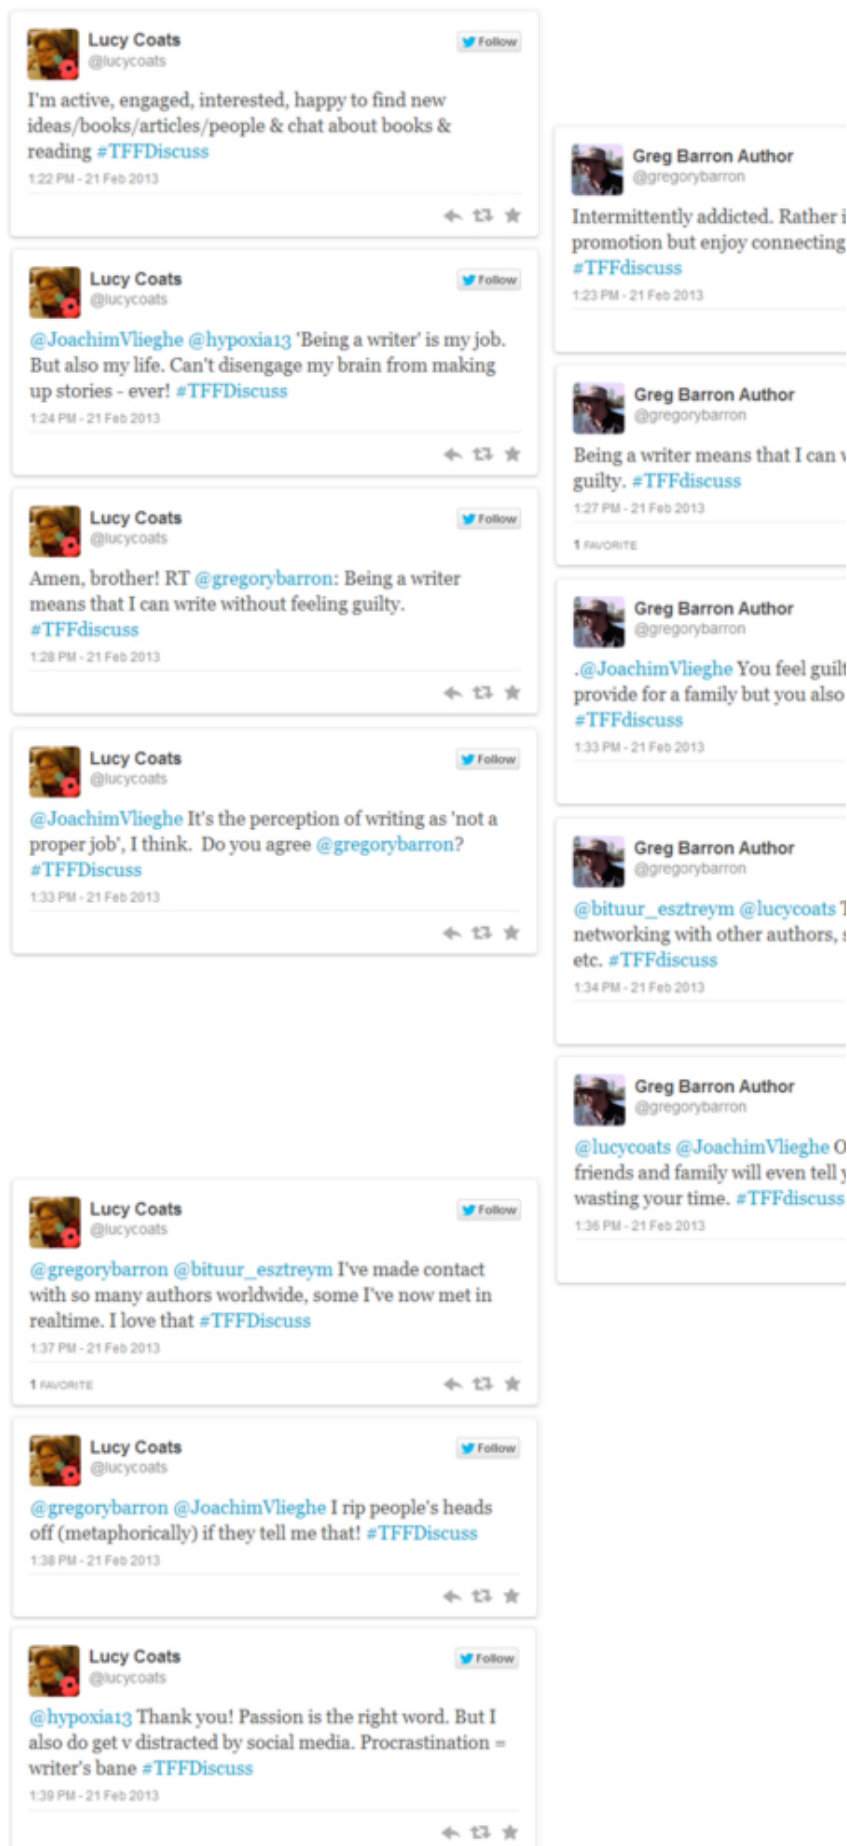 Lucy Coats
@lucycoats
Follow
I'm active, engaged, interested, happy to find new
ideas/books/articles/people & chat about books &
reading #TFFDiscuss
1:22 PM - 21 Feb 2013
Lucy Coats
@lucycoats
Follow
@JoachimVlieghe @hypoxia13 'Being a writer' is my job.
But also my life. Can't disengage my brain from making
up stories - ever! #TFFDiscuss
1:24 PM - 21 Feb 2013
Lucy Coats
@lucycoats
Follow
Amen, brother! RT @gregorybarron: Being a writer
means that I can write without feeling guilty.
#TFFdiscuss
1:28 PM - 21 Feb 2013
Lucy Coats
@lucycoats
Follow
@JoachimVlieghe It's the perception of writing as 'not a
proper job', I think. Do you agree @gregorybarron?
#TFFDiscuss
1:33 PM - 21 Feb 2013
Lucy Coats
@lucycoats
Follow
@gregorybarron @bituur_esztreym I've made contact
with so many authors worldwide, some I've now met in
realtime. I love that #TFFDiscuss
1:37 PM - 21 Feb 2013
1 FAVORITE
Lucy Coats
@lucycoats
Follow
@gregorybarron @JoachimVlieghe I rip people's heads
off (metaphorically) if they tell me that! #TFFDiscuss
1:38 PM - 21 Feb 2013
Lucy Coats
@lucycoats
Follow
@hypoxia13 Thank you! Passion is the right word. But I
also do get v distracted by social media. Procrastination =
writer's bane #TFFDiscuss
1:39 PM - 21 Feb 2013
Greg Barron Author
@gregorybarron
Intermittently addicted. Rather
promotion but enjoy connecting
#TFFdiscuss
1:23 PM - 21 Feb 2013
Greg Barron Author
@gregorybarron
Being a writer means that I can
guilty. #TFFdiscuss
1:27 PM - 21 Feb 2013
1 FAVORITE
Greg Barron Author
@gregorybarron
.@JoachimVlieghe You feel
provide for a family but you also
#TFFdiscuss
1:33 PM - 21 Feb 2013
Greg Barron Author
@gregorybarron
@bituur_esztreym @lucycoats
networking with other authors,
etc. #TFFdiscuss
1:34 PM - 21 Feb 2013
Greg Barron Author
@gregorybarron
@lucycoats @JoachimVlieghe
friends and family will even tell
wasting your time. #TFFdiscuss
1:36 PM - 21 Feb 2013